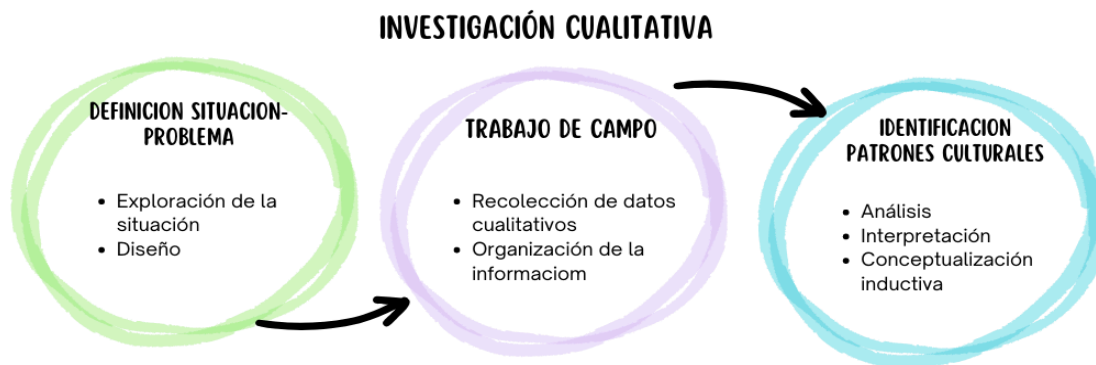 INVESTIGACIÓN CUALITATIVA
DEFINICION SITUACION-
PROBLEMA
• Exploración de la
situación
• Diseño
TRABAJO DE CAMPO
• Recolección de datos
cualitativos
• Organización de la
informaciom
IDENTIFICACION
PATRONES CULTURALES
• Análisis
• Interpretación
• Conceptualización
inductiva